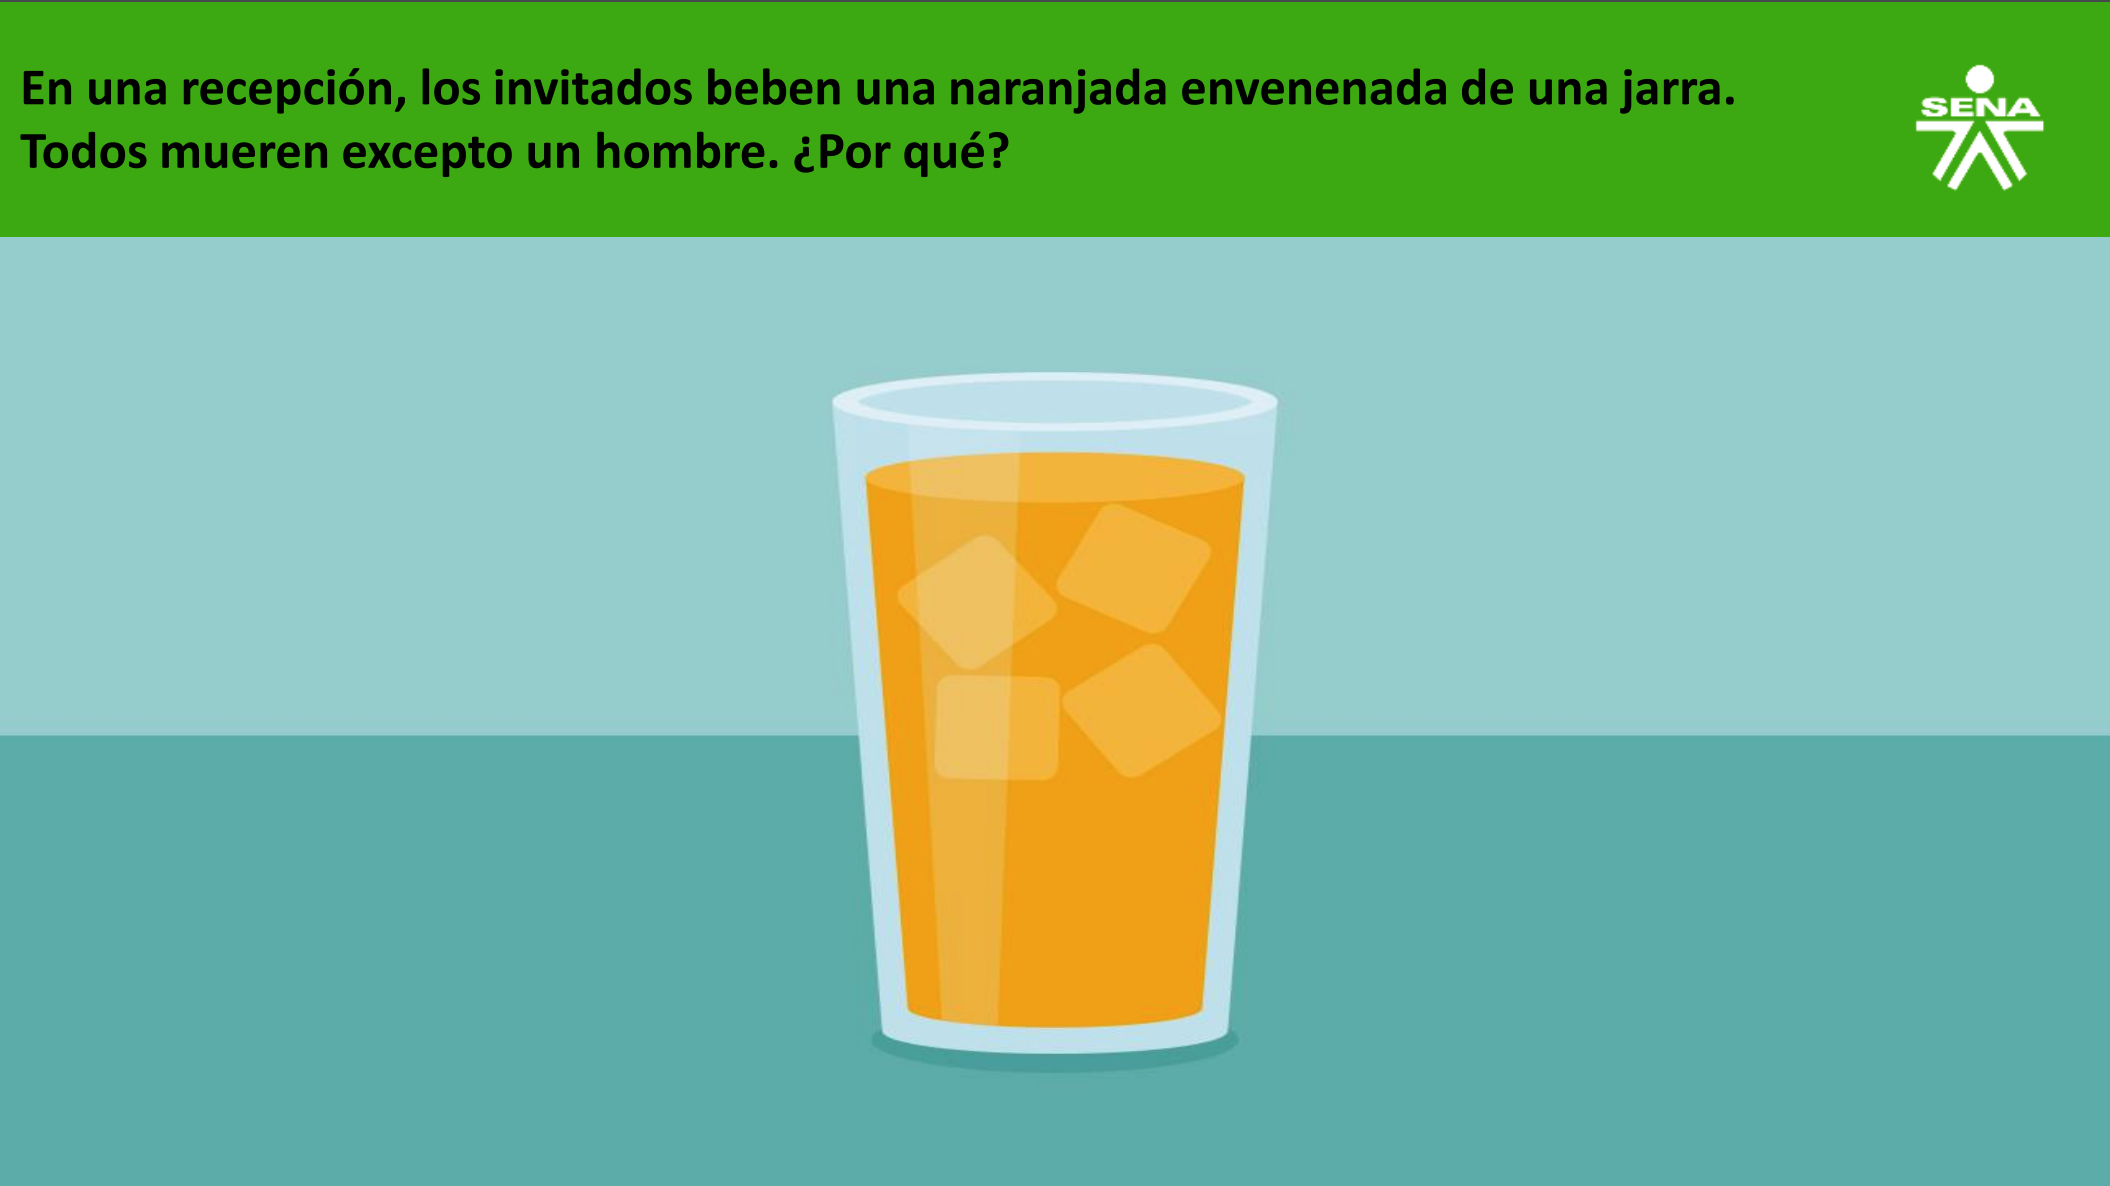 En una recepción, los invitados beben una naranjada envenenada de una jarra.
Todos mueren excepto un hombre. ¿Por qué?
SENA